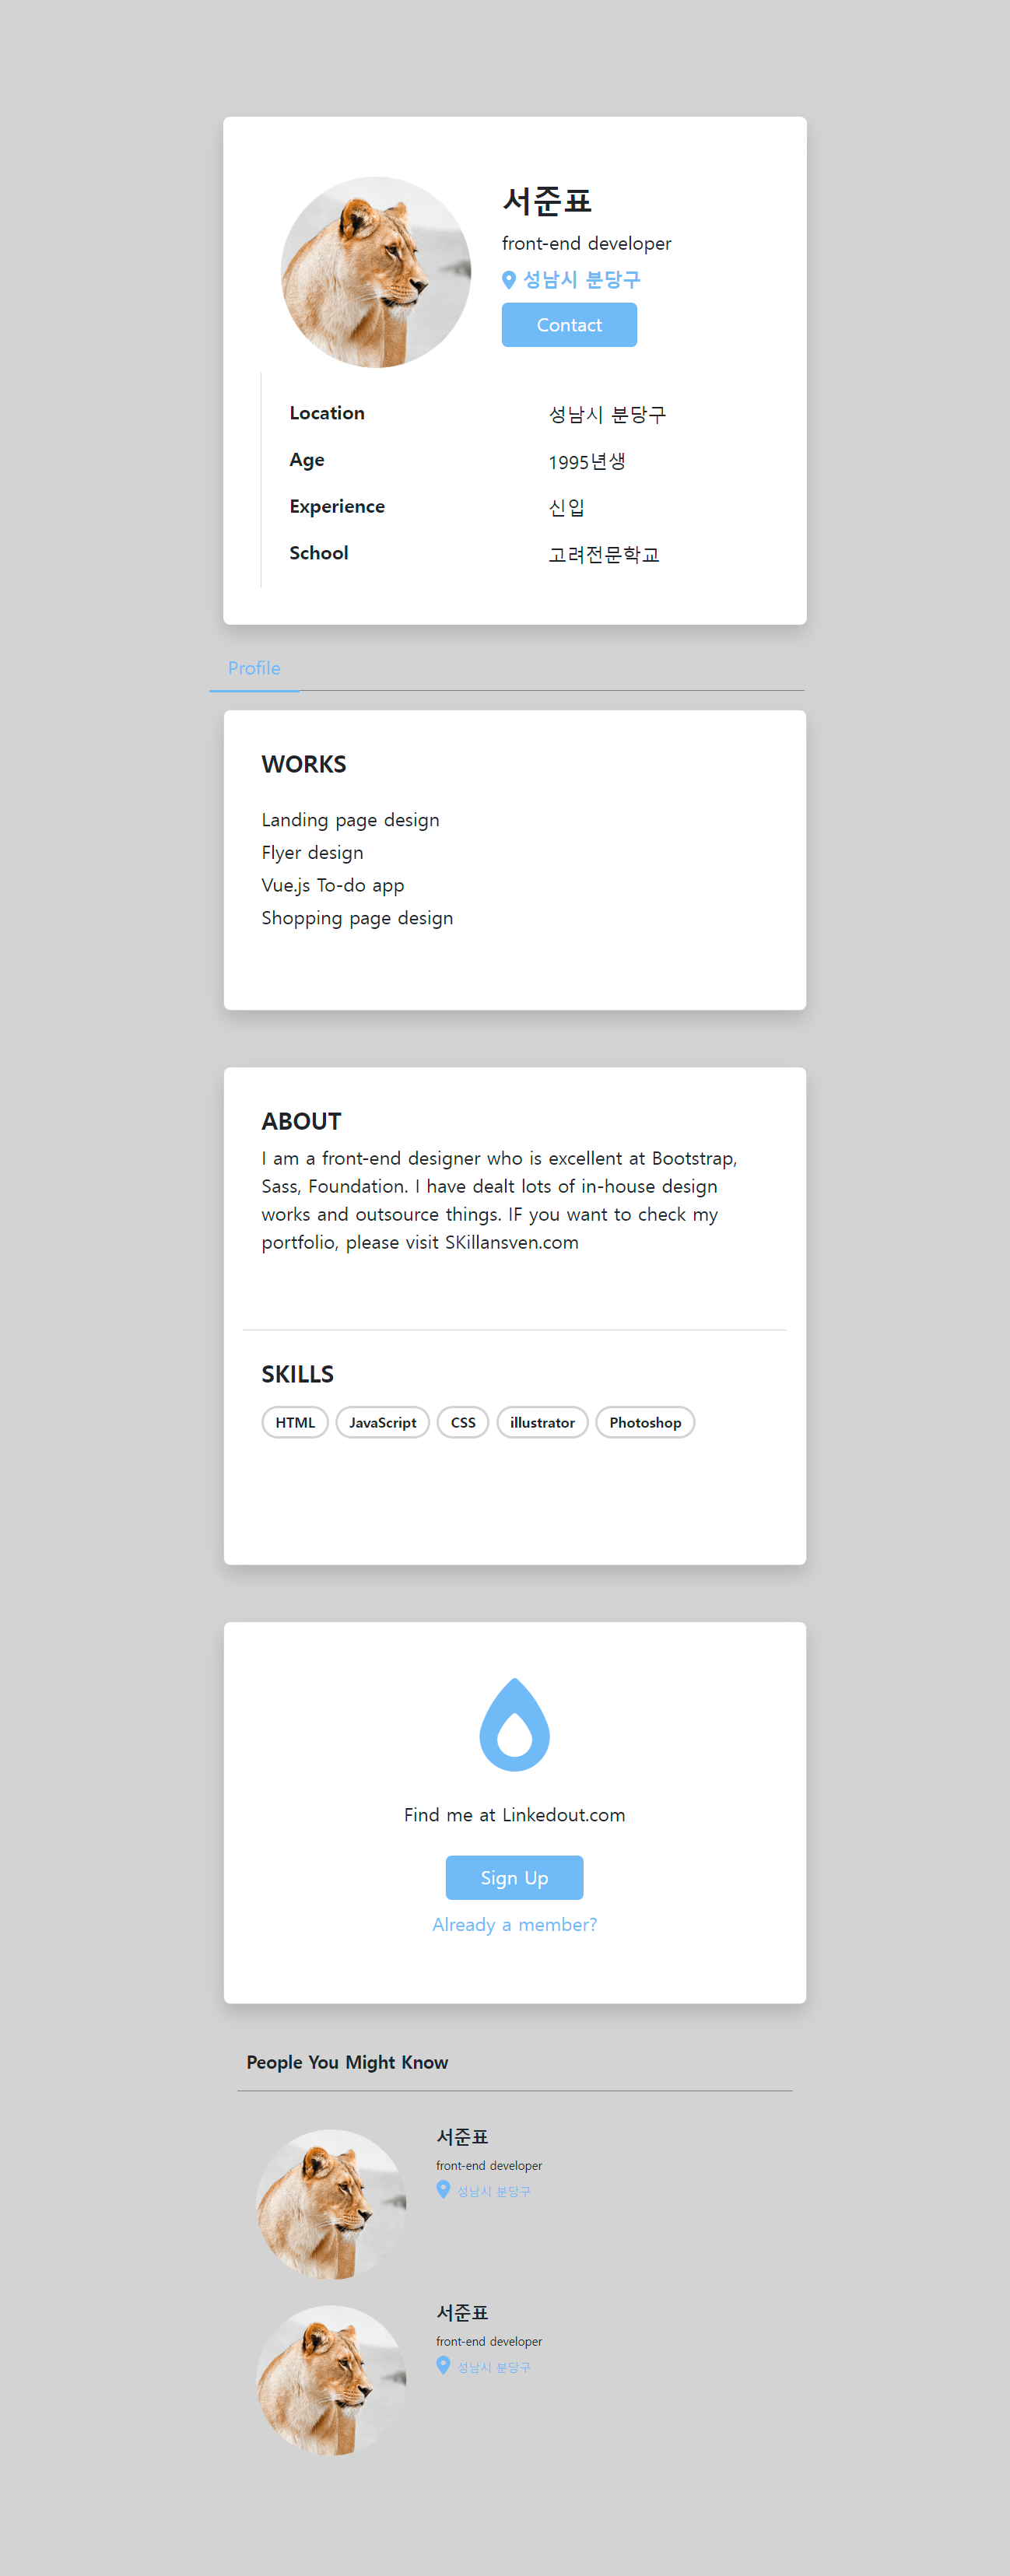 서준표
front-end developer
성남시 분당구
Contact
Location 성남시 분당구
Age 1995년생
Experience 신입
School 고려전문학교
Profile
WORKS
Landing page design
Flyer design
Vue.js To-do app
Shopping page design
ABOUT
I am a front-end designer who is excellent at Bootstrap,
Sass, Foundation. I have dealt lots of in-house design
works and outsource things. IF you want to check my
portfolio, please visit SKillansven.com
SKILLS
HTML JavaScript CSS illustrator Photoshop
Find me at Linkedout.com
Sign Up
Already a member?
People You Might Know
서준표
front-end developer
성남시 분당구
서준표
front-end developer
성남시 분당구